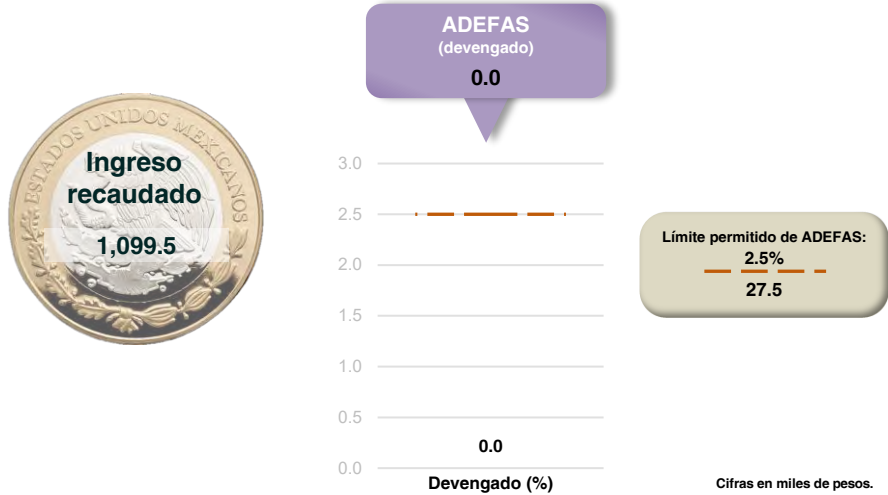 ADEFAS
(devengado)
0.0
ESTADOS UNIDOS MEXICANOS
Ingreso
recaudado
1,099.5
3.0
2.5
2.0
1.5
1.0
0.5
0.0
0.0
Devengado (%)
Límite permitido de ADEFAS:
2.5%
27.5
Cifras en miles de pesos.